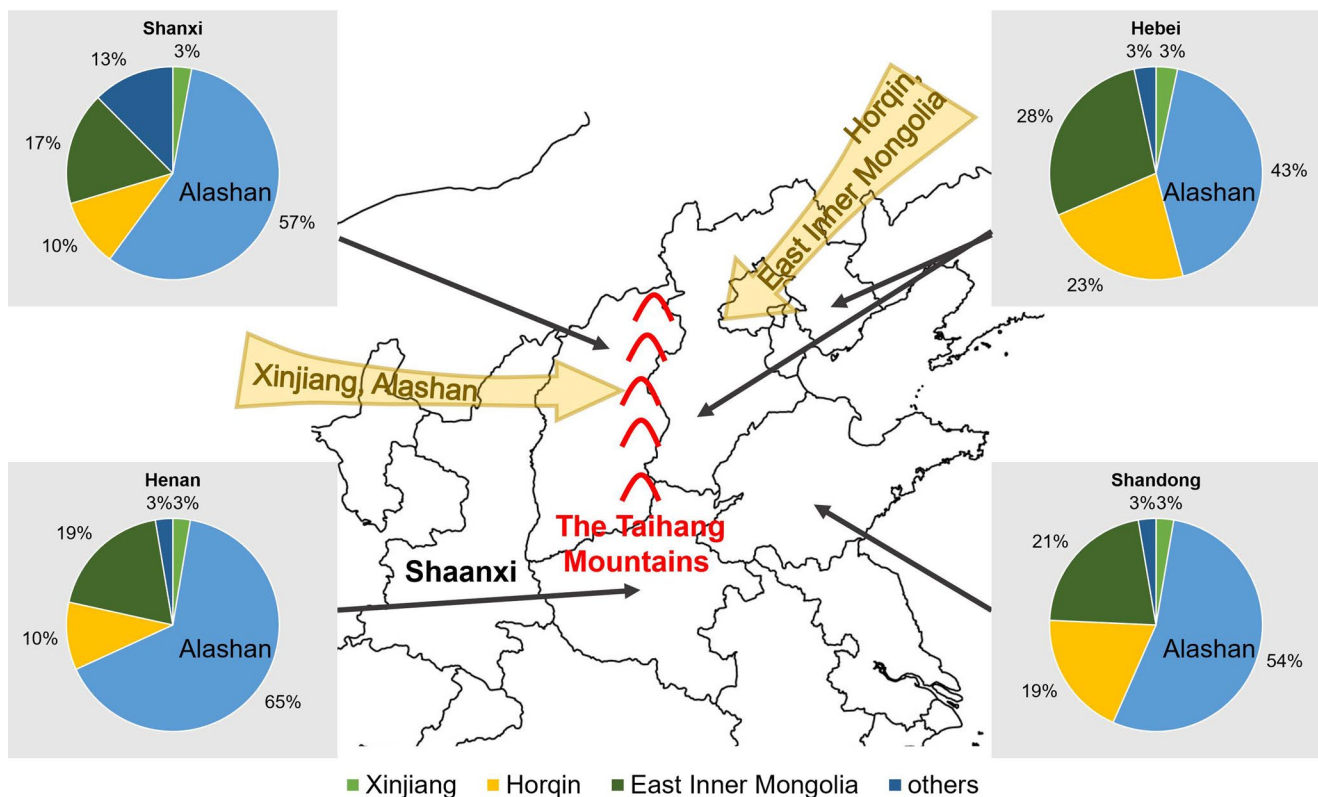 Shanxi
3%
13%
17%
Alashan
10%
57%
Hebei
3% 3%
28%
43%
Alashan
23%
Horqin,
East Inner Mongolia
Xinjiang, Alashan
Henan
3%3%
19%
10%
Alashan
65%
The Taihang
Mountains
Shaanxi
Shandong
3%3%
21%
Alashan
54%
19%
Xinjiang Horqin East Inner Mongolia others